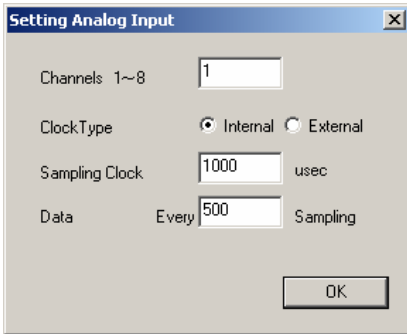 Setting Analog Input
Channels 1~8 1
ClockType Internal External
Sampling Clock 1000 usec
Data Every 500 Sampling
OK